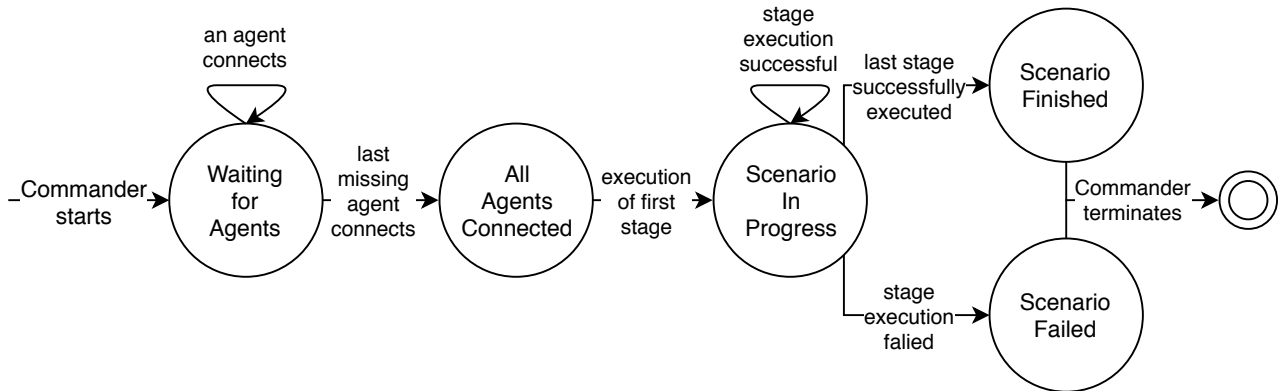 an agent
connects
stage
execution
successful
last stage
successfully
executed
Scenario
Finished
Commander
starts
Waiting
for
Agents
last
missing
agent
connects
All
Agents
Connected
execution
of first
stage
Scenario
In
Progress
Commander
terminates
stage
execution
falied
Scenario
Failed